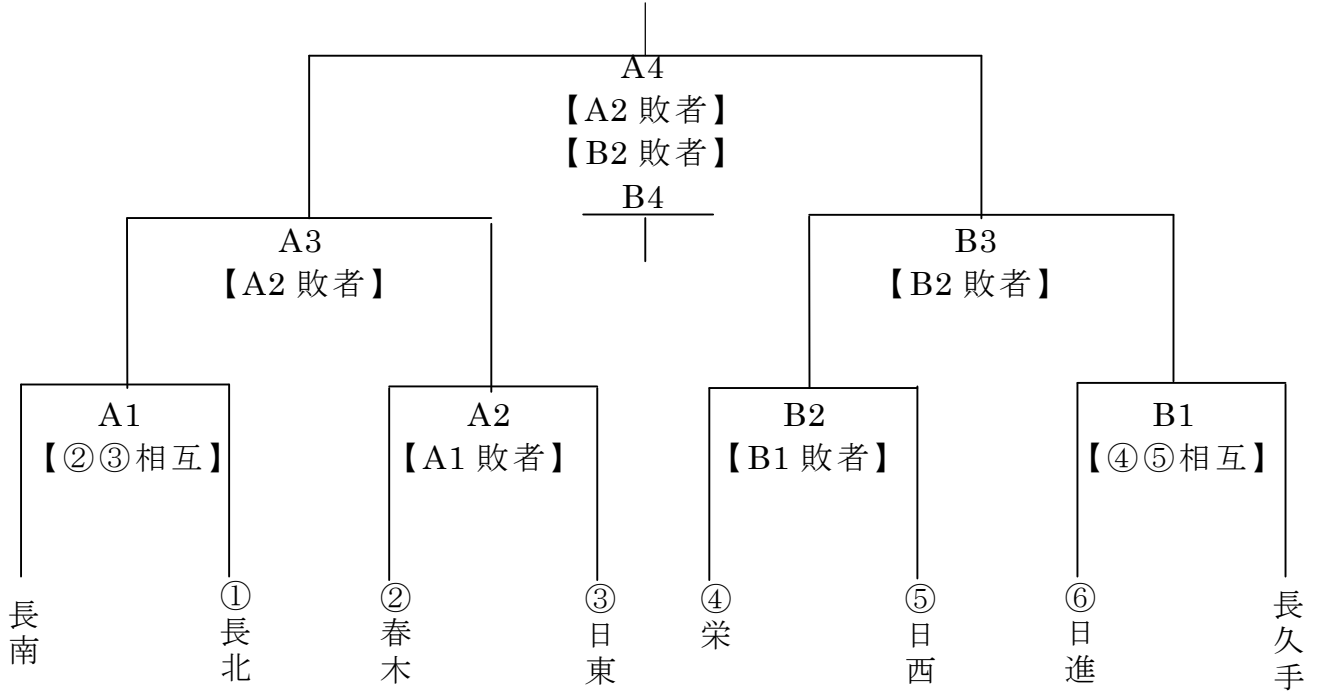 A4
【A2 敗者】
【B2 敗者】
B4
A3
【A2 敗者】
B3
【B2 敗者】
A1
【②③相互】
A2
【A1 敗者】
B2
【B1 敗者】
B1
【④⑤相互】
長南
①長北
②春木
③日東
④栄
⑤日西
⑥日進
長久手